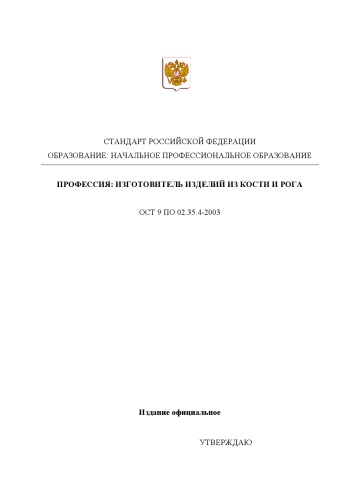 СТАНДАРТ РОССИЙСКОЙ ФЕДЕРАЦИИ
ОБРАЗОВАНИЕ: НАЧАЛЬНОЕ ПРОФЕССИОНАЛЬНОЕ ОБРАЗОВАНИЕ
ПРОФЕССИЯ: ИЗГОТОВИТЕЛЬ ИЗДЕЛИЙ ИЗ КОСТИ И РОГА
ОСТ 9 ПО 02.35.4-2003
Издание официальное
УТВЕРЖДАЮ